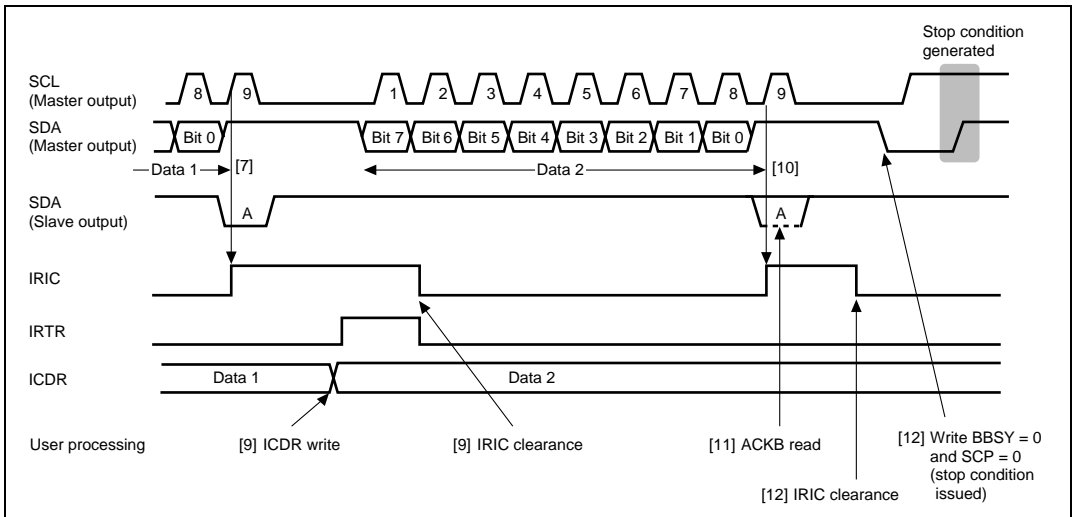 Stop condition
generated
SCL
(Master output)
8 9 1 2 3 4 5 6 7 8 9
SDA
(Master output)
Bit 0 Bit 7 Bit 6 Bit 5 Bit 4 Bit 3 Bit 2 Bit 1 Bit 0
Data 1 [7] Data 2 [10]
SDA
(Slave output)
A A
IRIC
IRTR
ICDR Data 1 Data 2
User processing [9] ICDR write [9] IRIC clearance [11] ACKB read [12] Write BBSY = 0
and SCP = 0
(stop condition
issued)
[12] IRIC clearance